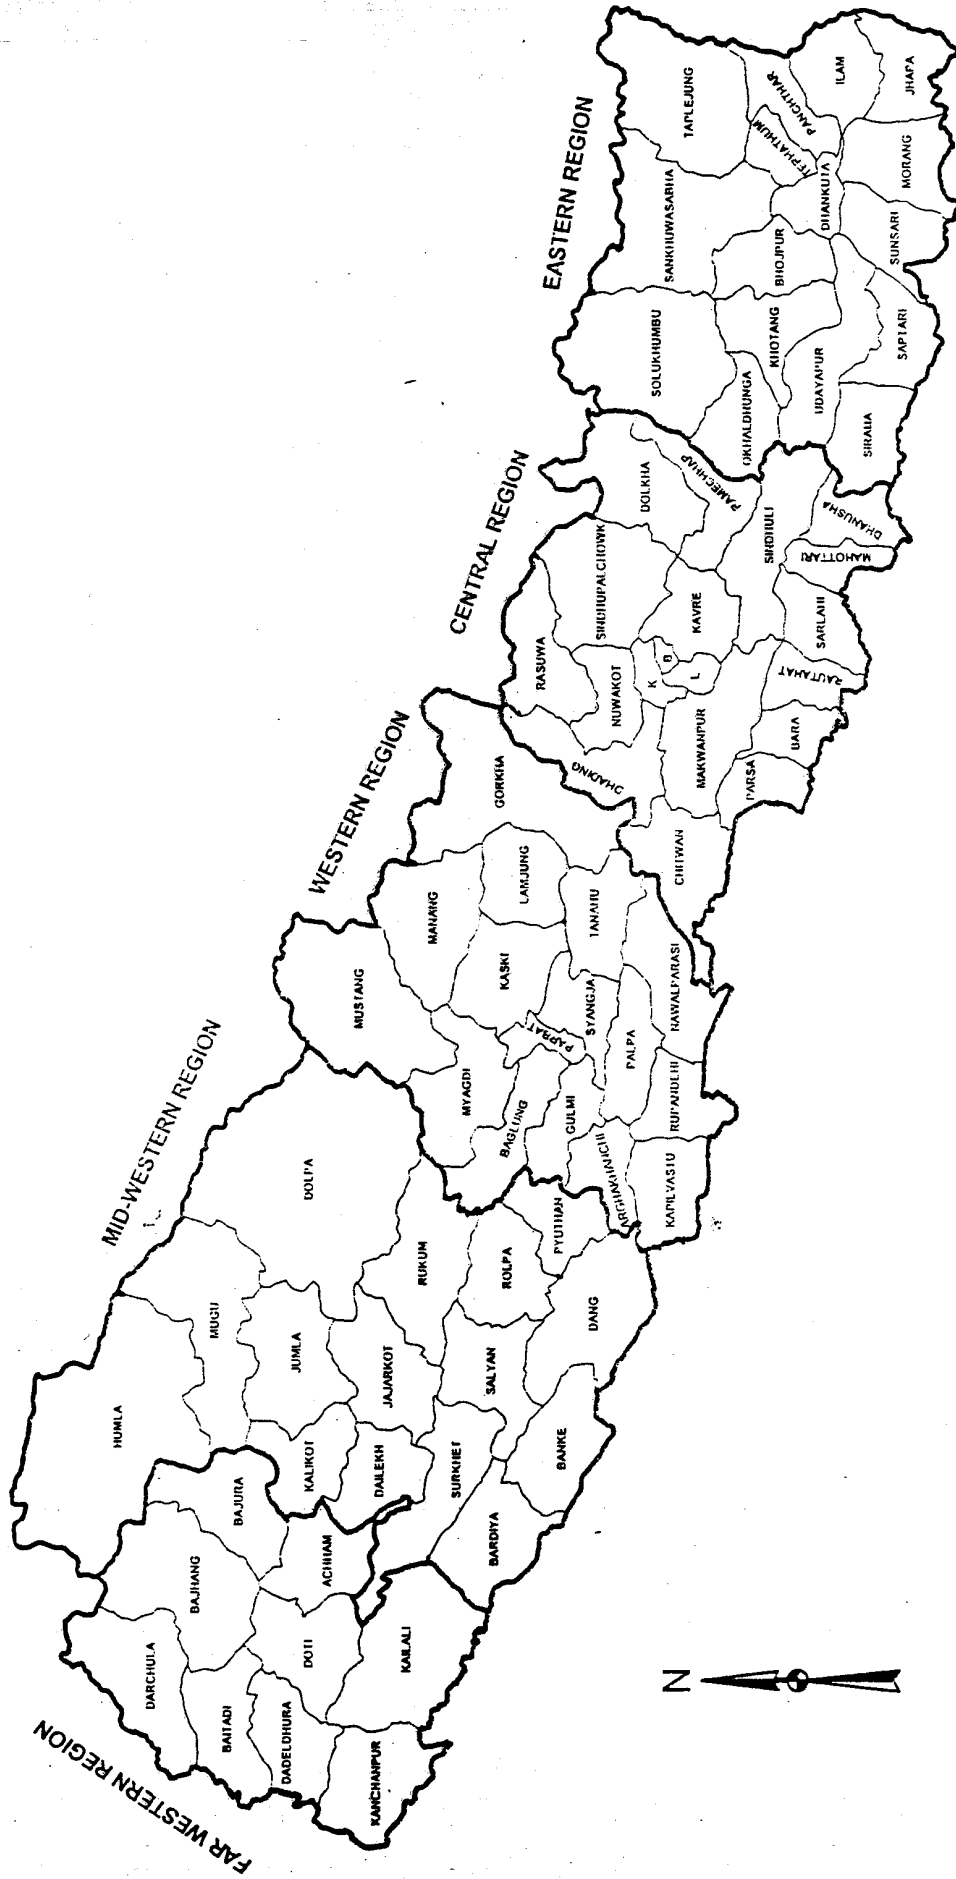 FAR WESTERN REGION
MID-WESTERN REGION
WESTERN REGION
CENTRAL REGION
EASTERN REGION
DARCHULA
BAJHANG
BAITADI
BAJURA
DADELDHURA
DOTI
ACHHAM
KANCHANPUR
KAILALI
HUMLA
MUGU
DOLPA
JUMLA
KALIKOT
JAJARKOT
DAILEKH
RUKUM
SURKHET
SALYAN
ROLPA
PYUTHAN
BARDIYA
BANKE
DANG
MUSTANG
MANANG
GORKHA
MYAGDI
KASKI
LAMJUNG
BAGLUNG
PARBAT
SYANGJA
TANAHU
GULMI
ARGHAKHANCHI
PALPA
KAPILVASTU
RUPANDEHI
NAWALPARASI
RASUWA
SINDHUPALCHOWK
DOLKHA
NUWAKOT
DHADING
K
B
L
KAVRE
RAMECHHAP
CHITWAN
MAKWANPUR
SINDHULI
PARSA
BARA
RAUTAHAT
SARLAHI
MAHOTTARI
DHANUSHA
TAPLEJUNG
SANKHUWASABHA
SOLUKHUMBU
PANCHTHAR
TEPHATHUM
BHOJPUR
DHANKUTA
ILAM
KHOTANG
OKHALDHUNGA
UDAYAPUR
SIRAHA
SAPTARI
SUNSARI
MORANG
JHAPA
N